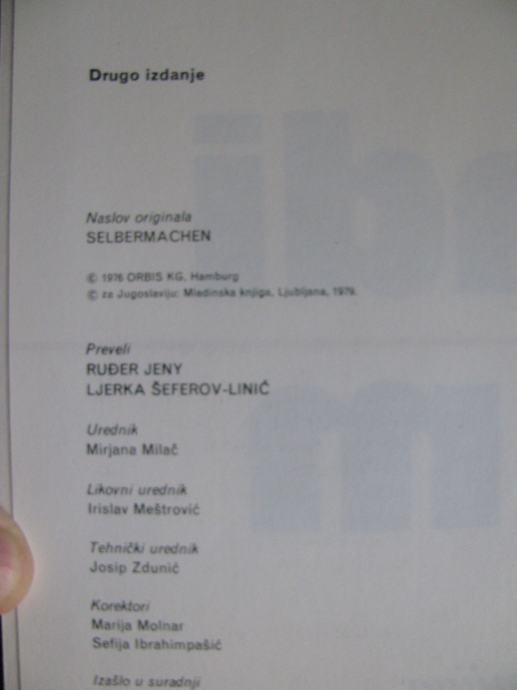 Drugo izdanje
Naslov originala
SELBERMACHEN
© 1976 ORBIS KG, Hamburg
© za Jugoslaviju: Mladinska knjiga, Ljubljana, 1979.
Preveli
RUĐER JENY
LJERKA ŠEFEROV-LINIĆ
Urednik
Mirjana Milač
Likovni urednik
Irislav Meštrović
Tehnički urednik
Josip Zdunić
Korektori
Marija Molnar
Sefija Ibrahimpašić
Izašlo u suradnji